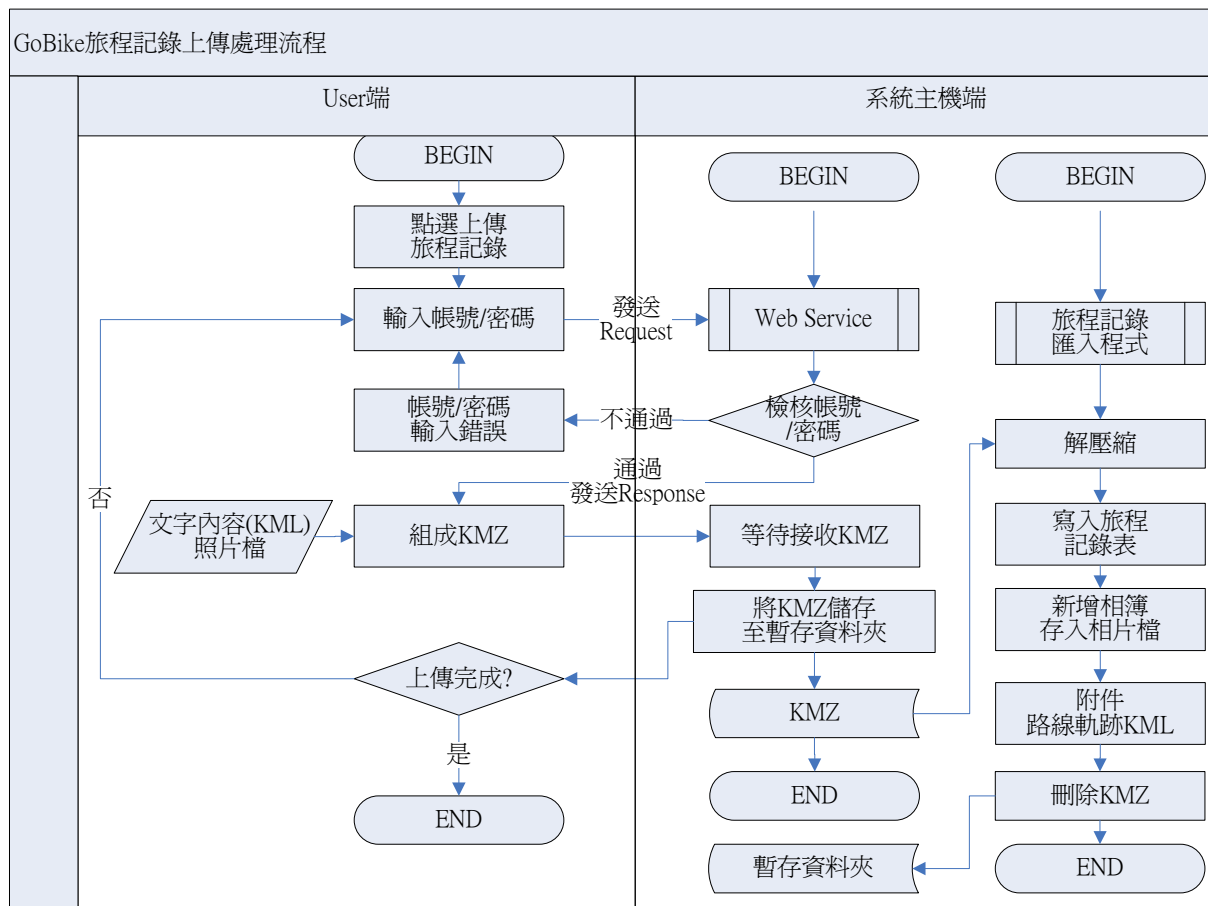 GoBike旅程記錄上傳處理流程
User端
系統主機端
BEGIN
BEGIN
BEGIN
點選上傳
旅程記錄
輸入帳號/密碼
發送
Request
Web Service
旅程記錄
匯入程式
帳號/密碼
輸入錯誤
不通過
檢核帳號
/密碼
解壓縮
通過
發送Response
否
文字內容(KML)
照片檔
組成KMZ
等待接收KMZ
寫入旅程
記錄表
將KMZ儲存
至暫存資料夾
新增相簿
存入相片檔
上傳完成?
KMZ
附件
路線軌跡KML
是
END
END
刪除KMZ
暫存資料夾
END